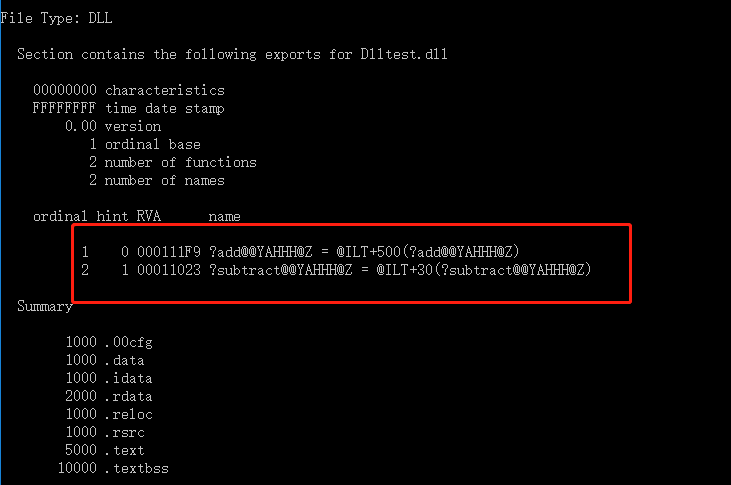 File Type: DLL
Section contains the following exports for Dlltest.dll
00000000 characteristics
FFFFFFFF time date stamp
0.00 version
1 ordinal base
2 number of functions
2 number of names
ordinal hint RVA name
1 0 000111F9 ?add@@YAHHH@Z = @ILT+500(?add@@YAHHH@Z)
2 1 00011023 ?subtract@@YAHHH@Z = @ILT+30(?subtract@@YAHHH@Z)
Summary
1000 .00cfg
1000 .data
1000 .idata
2000 .rdata
1000 .reloc
1000 .rsrc
5000 .text
10000 .textbss